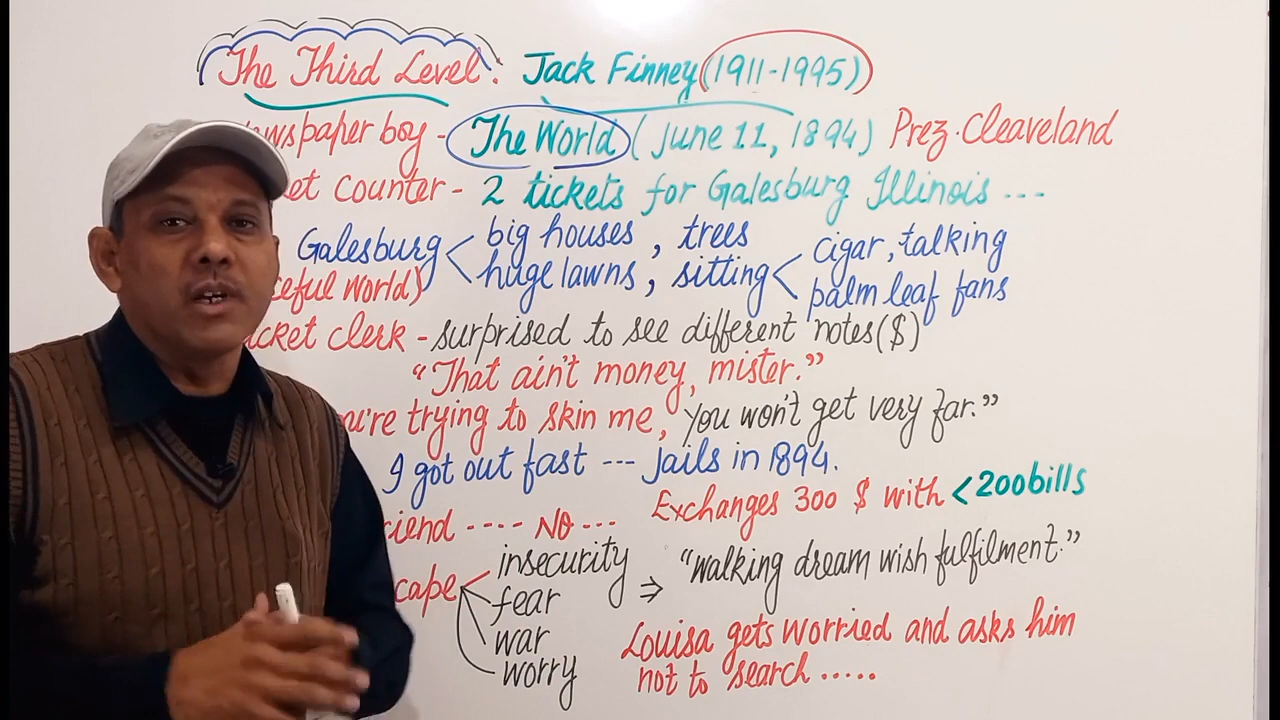 The Third Level. Jack Finney (1911-1995)
wspaper boy - The World (june 11, 1894) Prez. Cleaveland
et counter - 2 tickets for Galesburg Illinois ...
Galesburg < big houses, trees
huge lawns, sitting < cigar, talking
palm leaf fans
ceful world)
icket clerk - surprised to see different notes ($)
"That ain't money, mister."
ou're trying to skin me, you won't get very far."
I got out fast --- jails in 1894.
Exchanges 300 $ with < 200 bills
riend ---- NO ---
cape
insecurity
fear
war
worry
⇒ "walking dream wish fulfilment."
Louisa gets worried and asks him
not to search .....